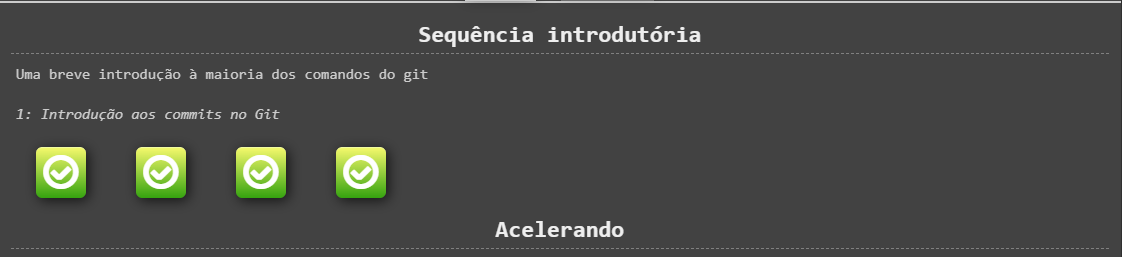 Sequência introdutória
Uma breve introdução à maioria dos comandos do git
1: Introdução aos commits no Git
Acelerando